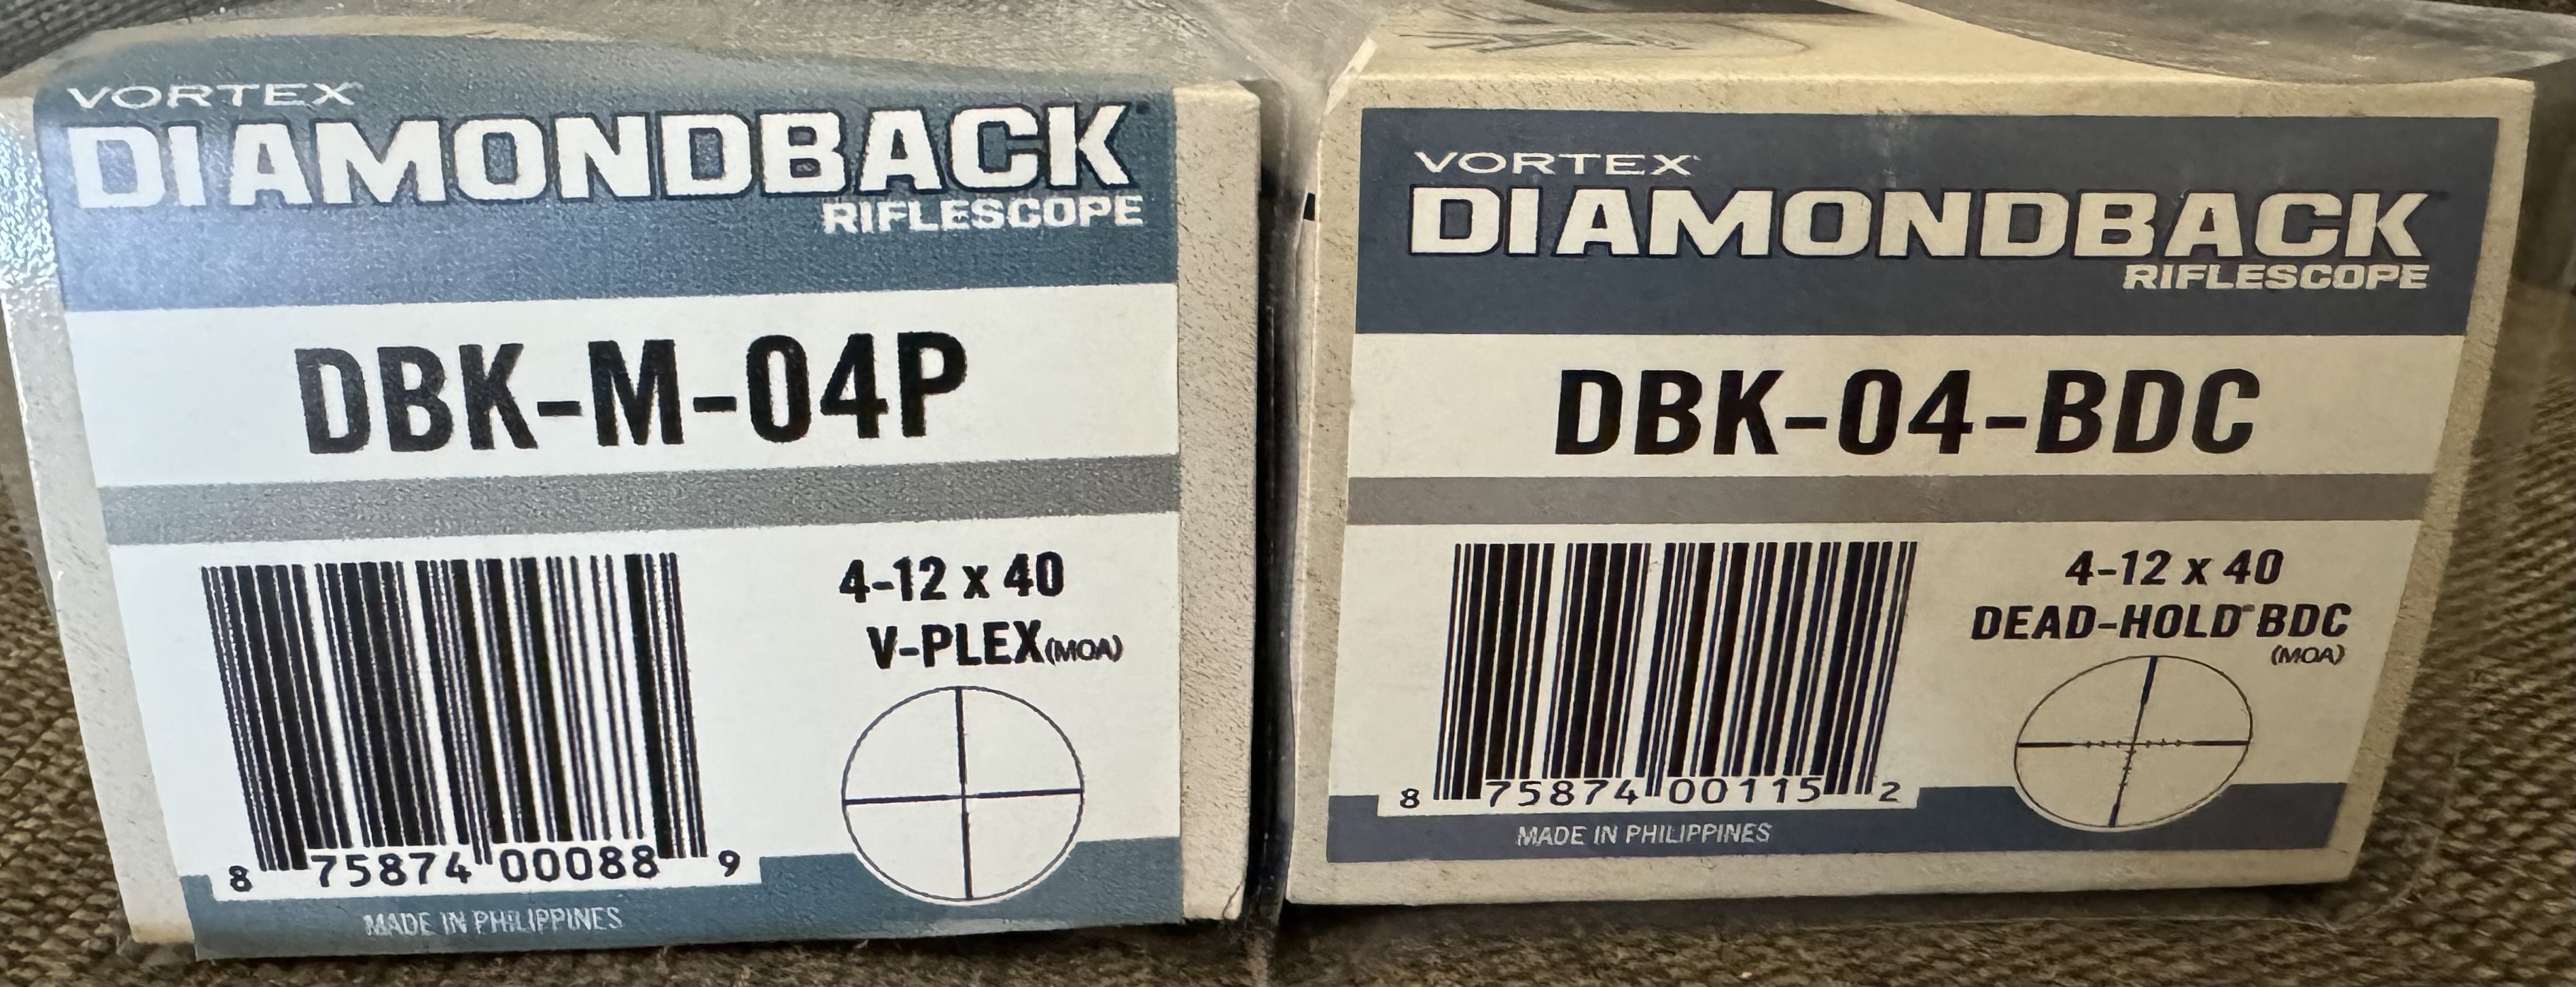 VORTEX
DIAMONDBACK
RIFLESCOPE
DBK-M-04P
4-12 x 40
V-PLEX (MOA)
8 75874 00088 9
MADE IN PHILIPPINES
VORTEX
DIAMONDBACK
RIFLESCOPE
DBK-04-BDC
4-12 x 40
DEAD-HOLD BDC
(MOA)
8 75874 00115 2
MADE IN PHILIPPINES